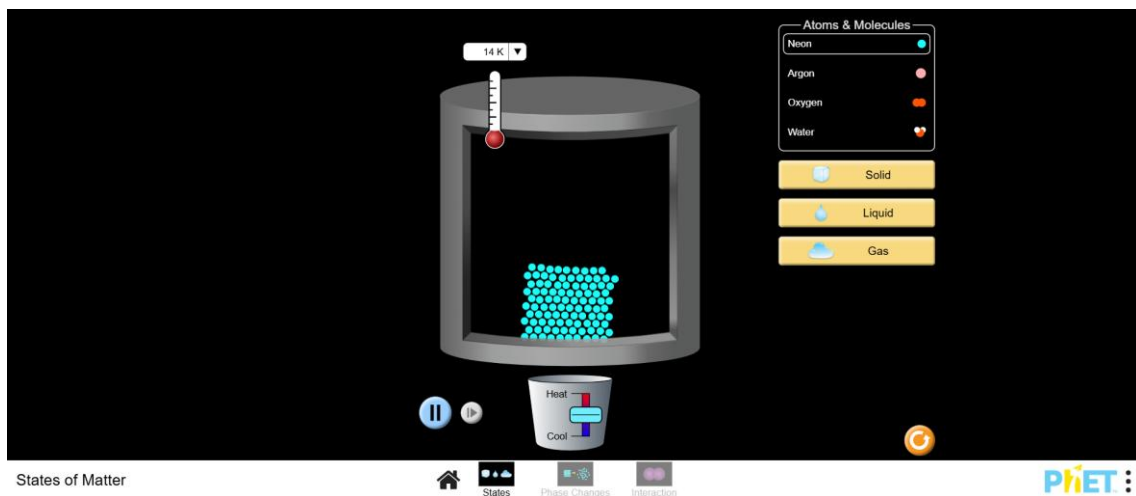 14 K
Atoms & Molecules
Neon
Argon
Oxygen
Water
Solid
Liquid
Gas
Heat
Cool
States of Matter
States
Phase Changes
Interaction
PhET